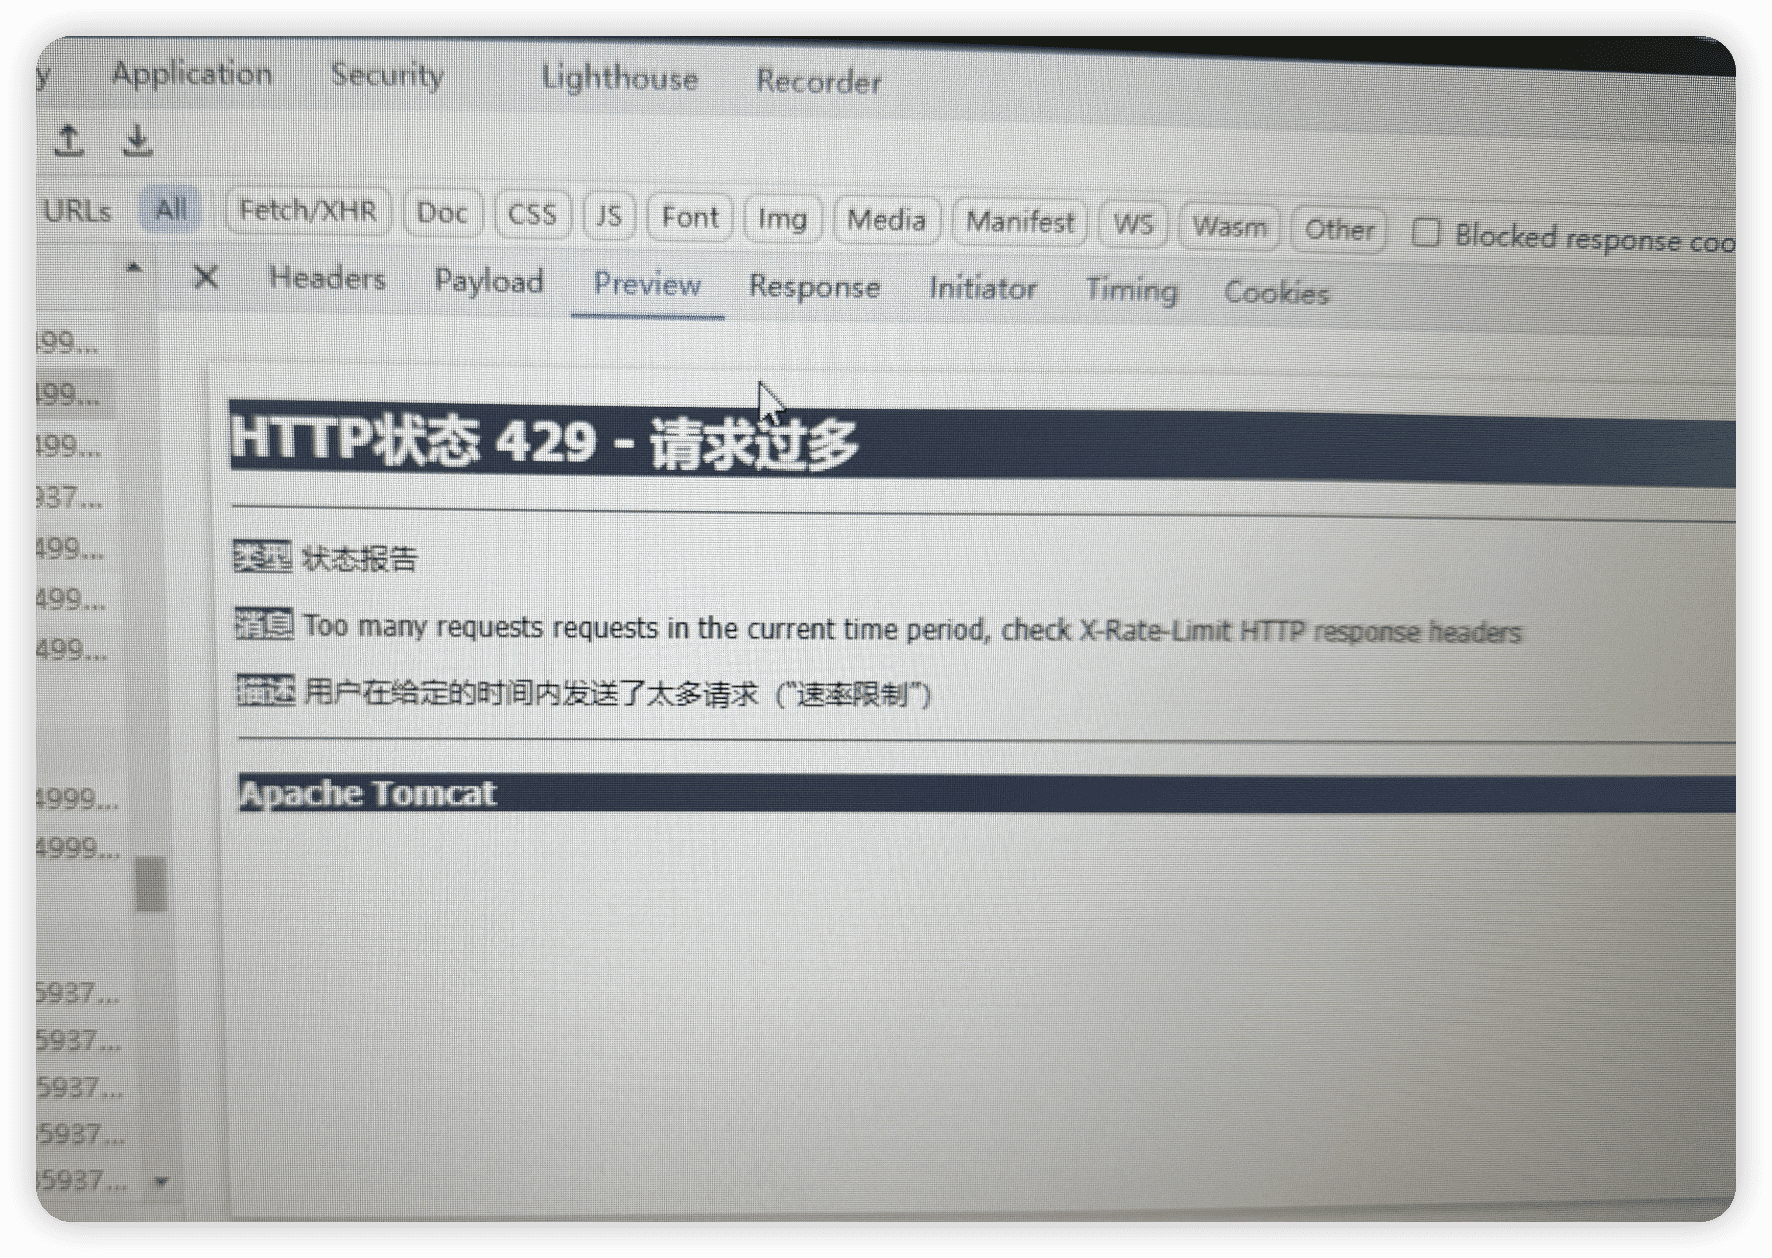 y Application Security Lighthouse Recorder
URLs All Fetch/XHR Doc CSS JS Font Img Media Manifest WS Wasm Other Blocked response coo
Headers Payload Preview Response Initiator Timing Cookies
499...
499...
499...
937...
499...
499...
499...
4999...
4999...
5937...
5937...
5937...
5937...
5937...
HTTP状态 429 - 请求过多
类型 状态报告
消息 Too many requests requests in the current time period, check X-Rate-Limit HTTP response headers
描述 用户在给定的时间内发送了太多请求（"速率限制"）
Apache Tomcat